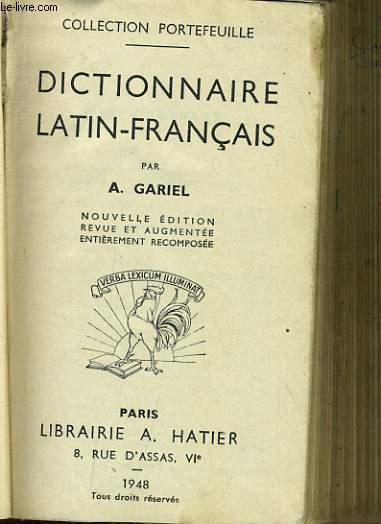 Le-livre.com
COLLECTION PORTEFEUILLE
DICTIONNAIRE
LATIN-FRANÇAIS
PAR
A. GARIEL
NOUVELLE ÉDITION
REVUE ET AUGMENTÉE
ENTIÈREMENT RECOMPOSÉE
VERBA LEXICUM ILLUMINAT
PARIS
LIBRAIRIE A. HATIER
8, RUE D'ASSAS, VIe
1948
Tous droits réservés